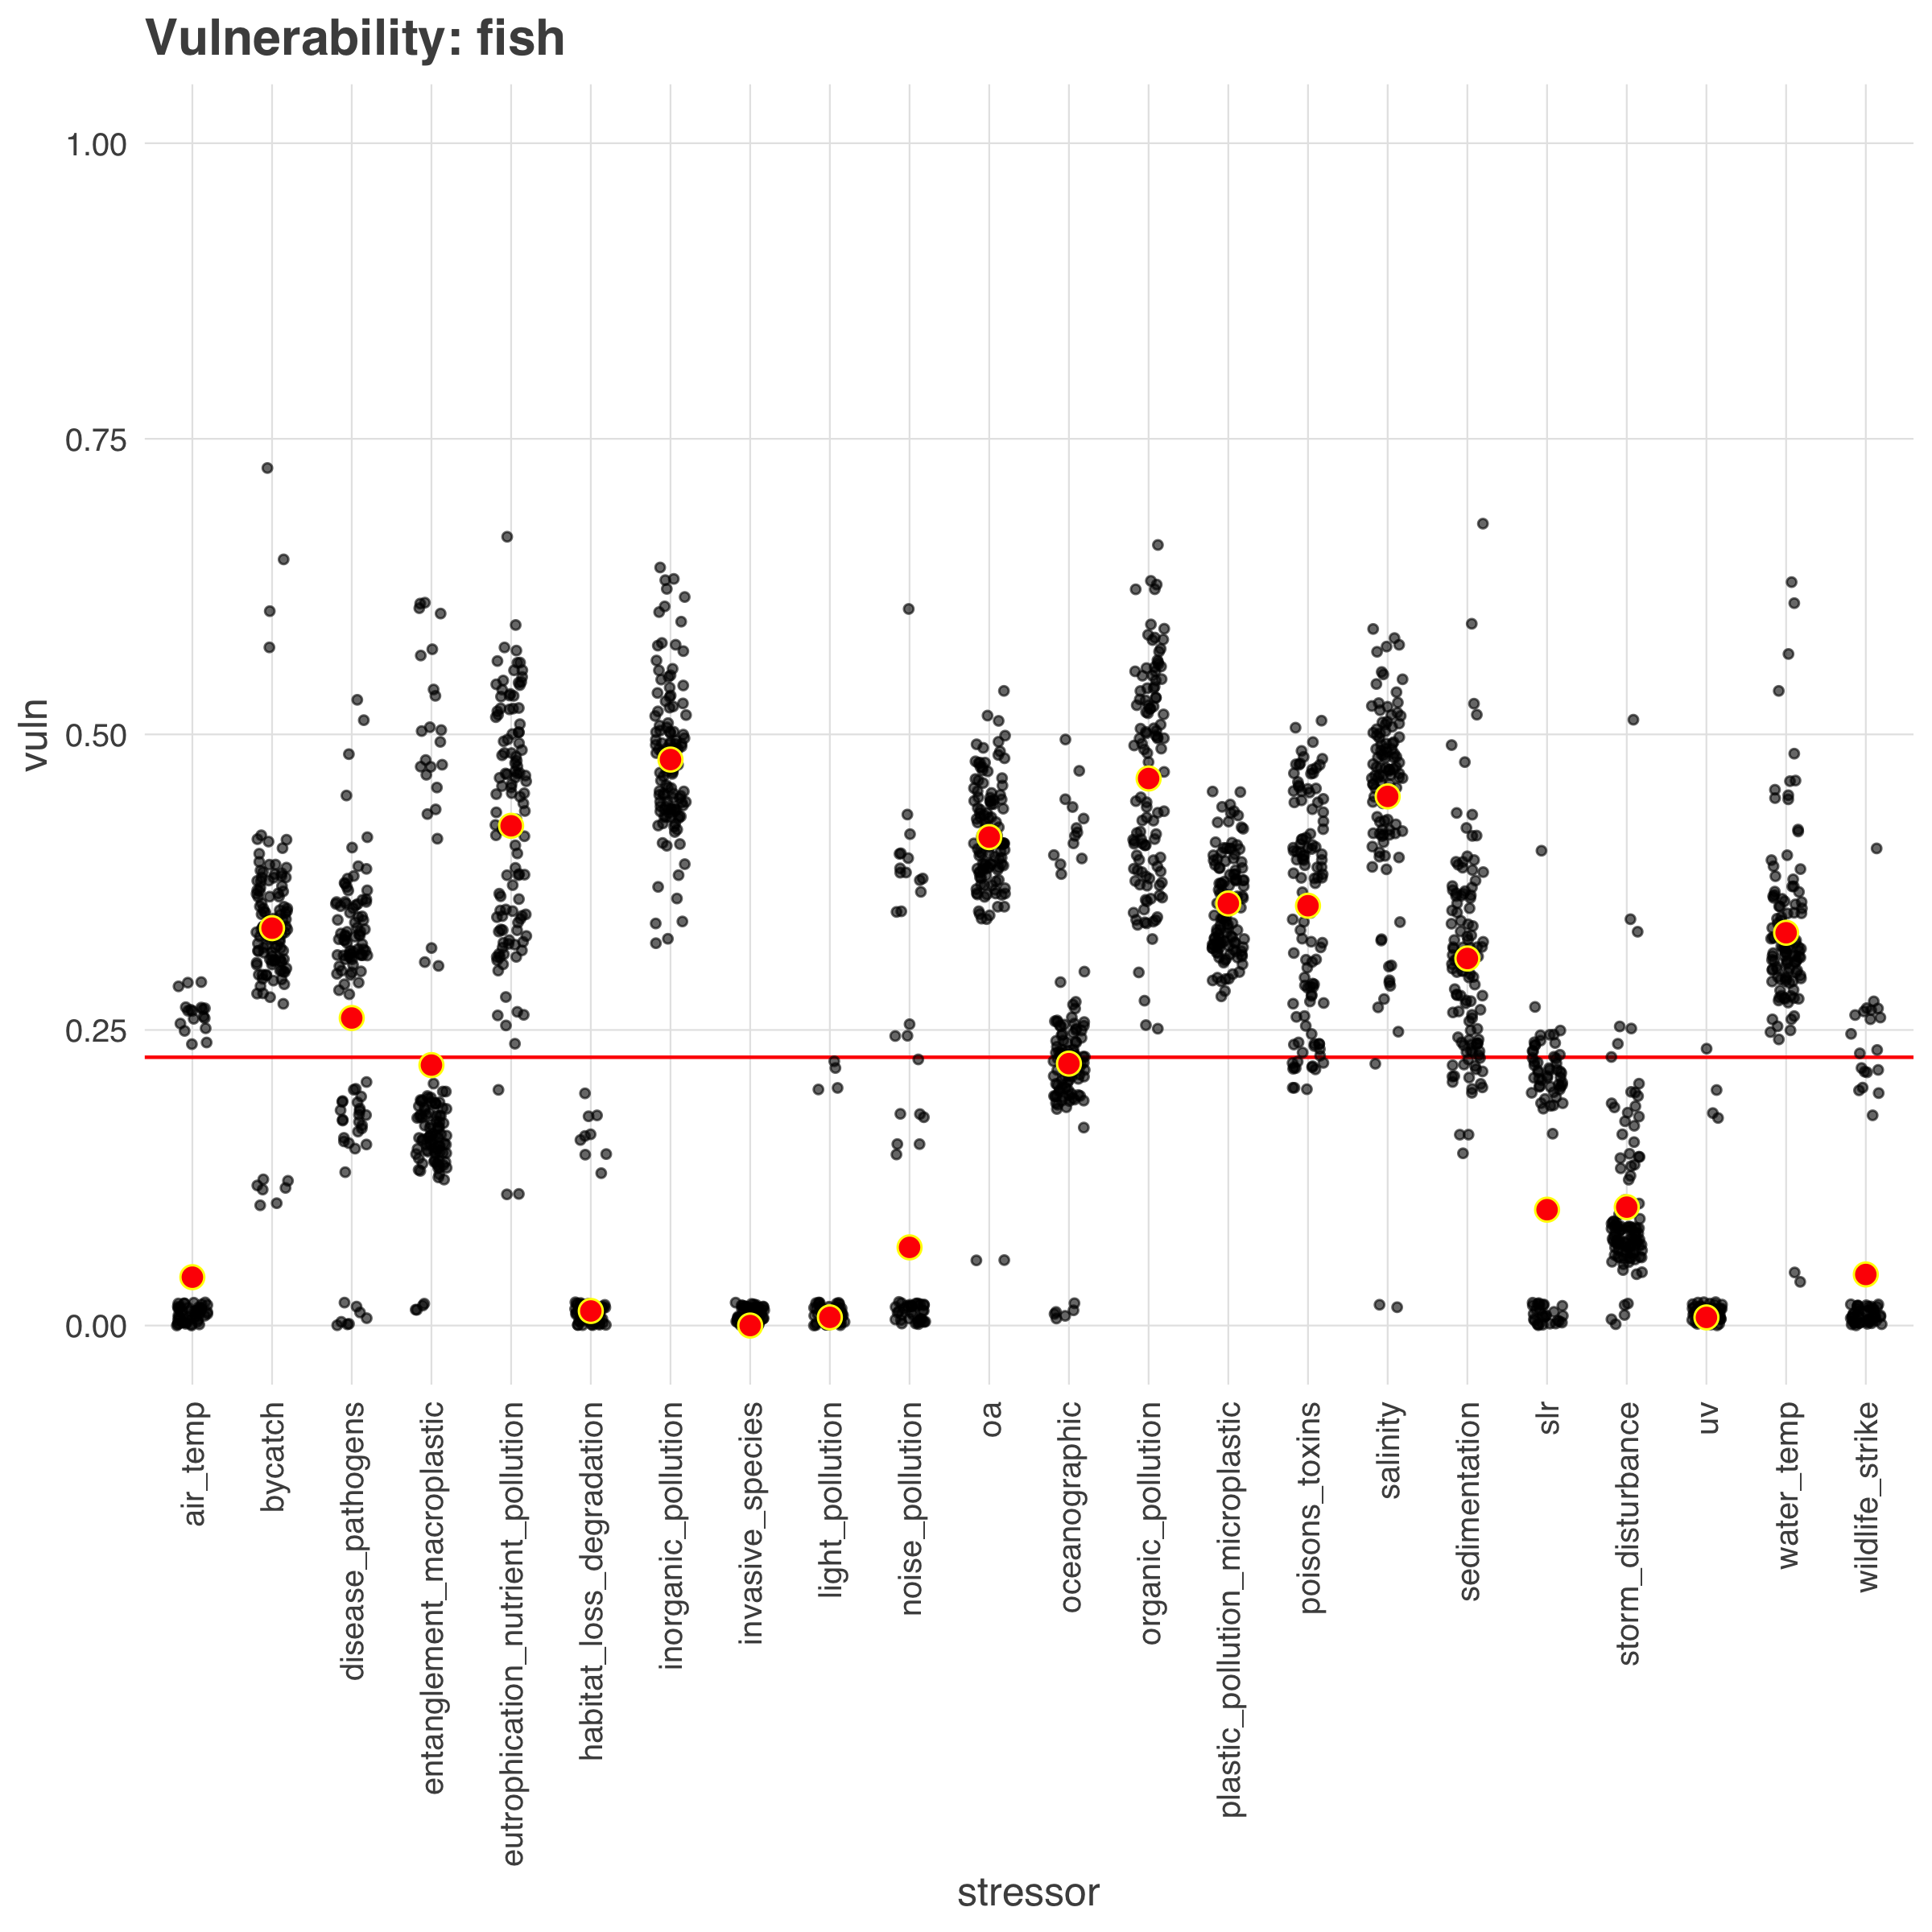 Vulnerability: fish
1.00
0.75
0.50
0.25
0.00
vuln
air_temp
bycatch
disease_pathogens
entanglement_macroplastic
eutrophication_nutrient_pollution
habitat_loss_degradation
inorganic_pollution
invasive_species
light_pollution
noise_pollution
oa
oceanographic
organic_pollution
plastic_pollution_microplastic
poisons_toxins
salinity
sedimentation
slr
storm_disturbance
uv
water_temp
wildlife_strike
stressor